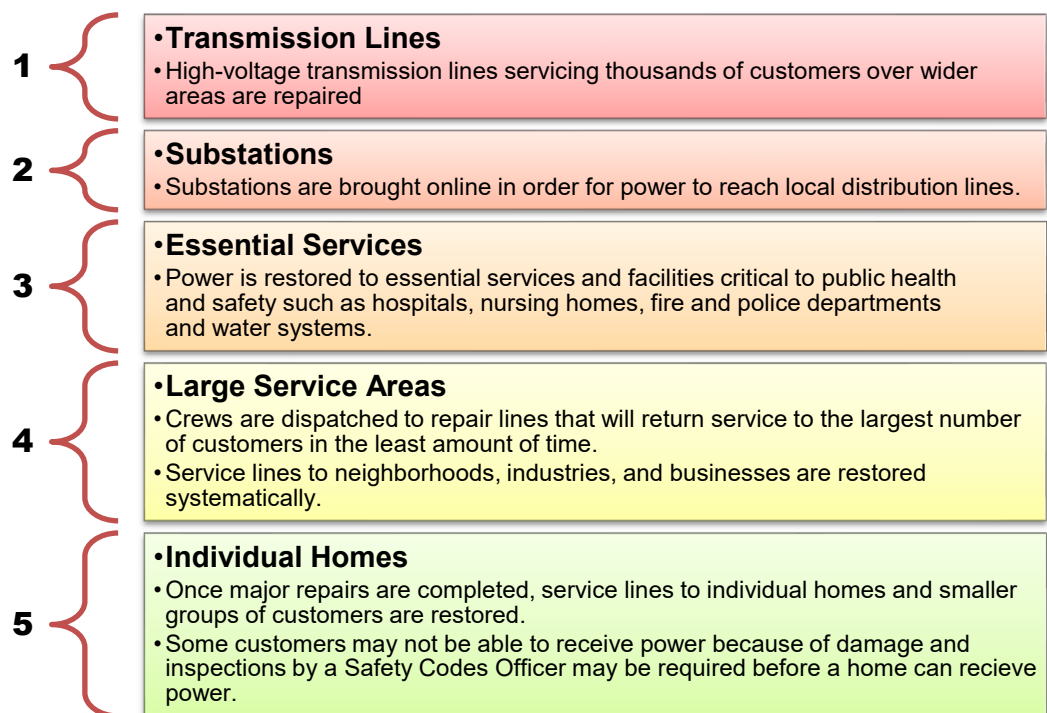 1
•Transmission Lines
•High-voltage transmission lines servicing thousands of customers over wider
areas are repaired
2
•Substations
•Substations are brought online in order for power to reach local distribution lines.
3
•Essential Services
•Power is restored to essential services and facilities critical to public health
and safety such as hospitals, nursing homes, fire and police departments
and water systems.
4
•Large Service Areas
•Crews are dispatched to repair lines that will return service to the largest number
of customers in the least amount of time.
•Service lines to neighborhoods, industries, and businesses are restored
systematically.
5
•Individual Homes
•Once major repairs are completed, service lines to individual homes and smaller
groups of customers are restored.
•Some customers may not be able to receive power because of damage and
inspections by a Safety Codes Officer may be required before a home can recieve
power.